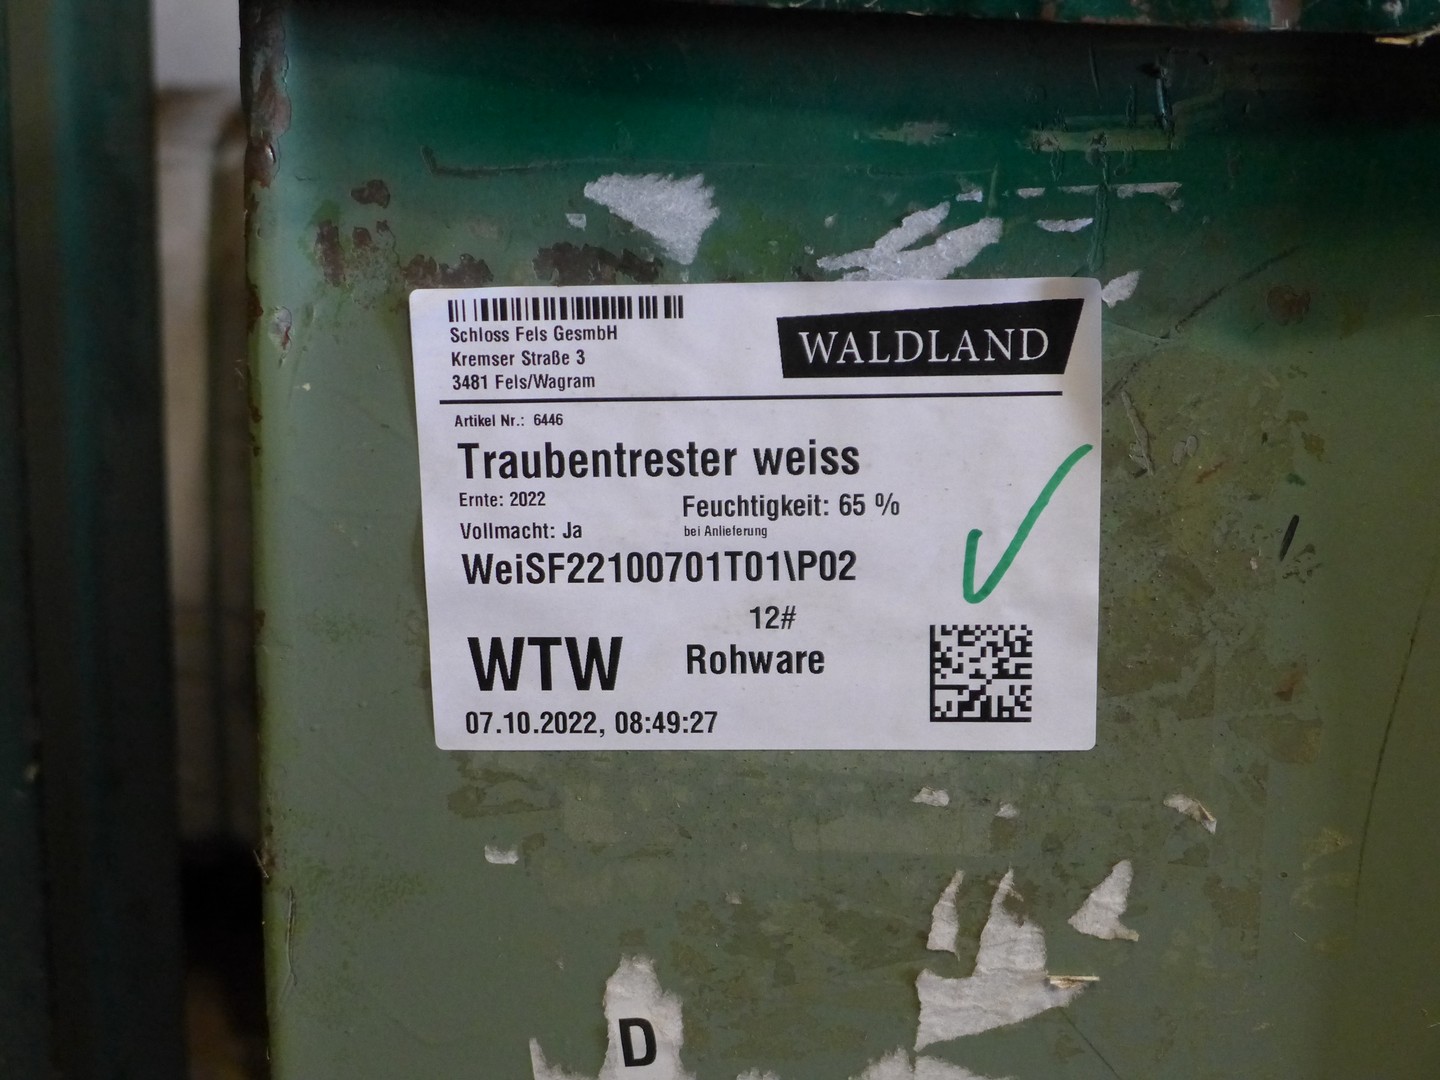 Schloss Fels GesmbH
Kremser Straße 3
3481 Fels/Wagram
WALDLAND
Artikel Nr.: 6446
Traubentrester weiss
Ernte: 2022
Feuchtigkeit: 65 %
Vollmacht: Ja
bei Anlieferung
WeiSF22100701T01\P02
12#
WTW
Rohware
07.10.2022, 08:49:27
D